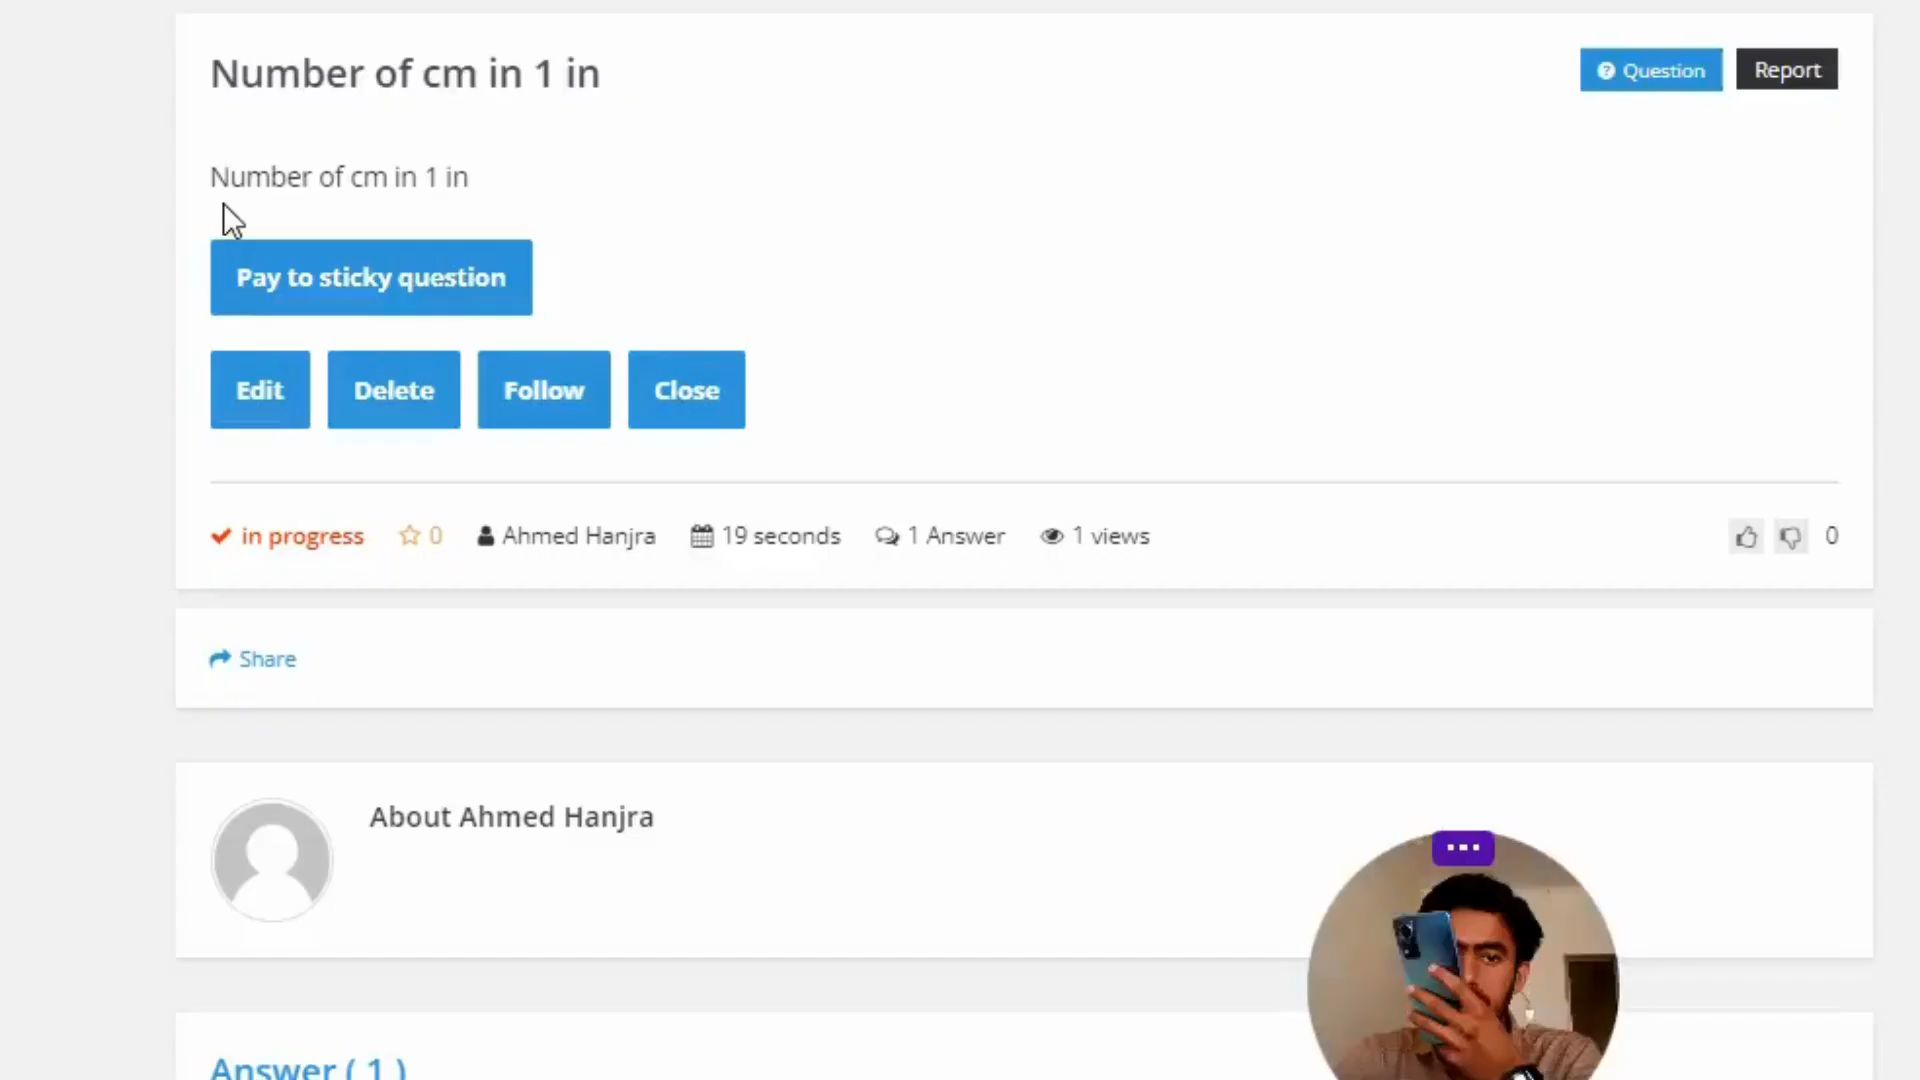 Number of cm in 1 in
Question
Report
Number of cm in 1 in
Pay to sticky question
Edit Delete Follow Close
in progress 0 Ahmed Hanjra 19 seconds 1 Answer 1 views 0
Share
About Ahmed Hanjra
Answer ( 1 )